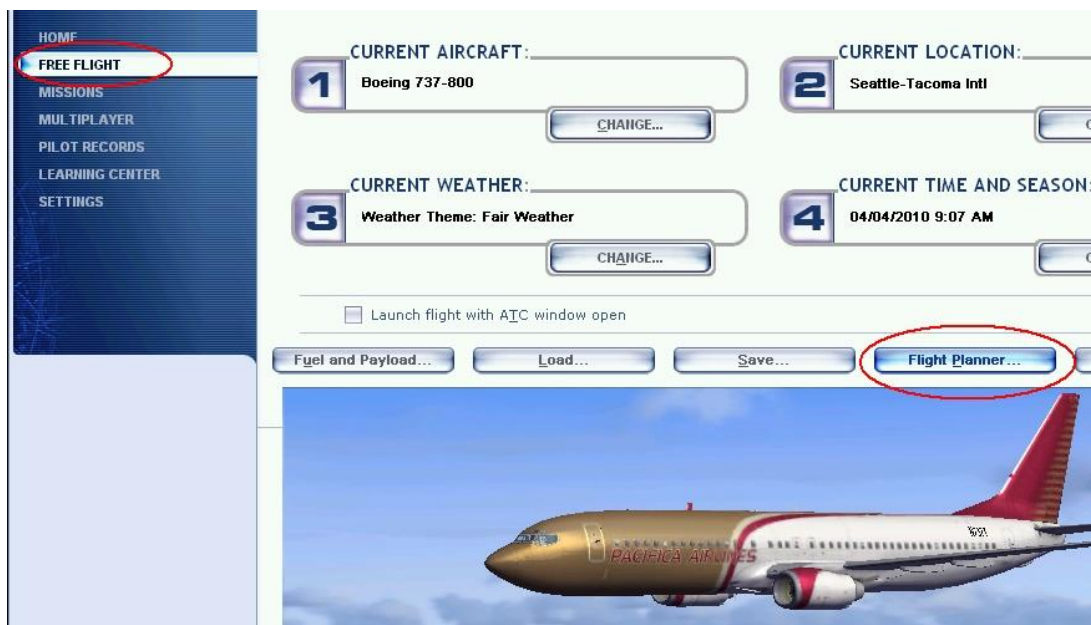 HOME
FREE FLIGHT
MISSIONS
MULTIPLAYER
PILOT RECORDS
LEARNING CENTER
SETTINGS
CURRENT AIRCRAFT:
1
Boeing 737-800
CHANGE...
CURRENT LOCATION:
2
Seattle-Tacoma Intl
CURRENT WEATHER:
3
Weather Theme: Fair Weather
CHANGE...
CURRENT TIME AND SEASON:
4
04/04/2010 9:07 AM
Launch flight with ATC window open
Fuel and Payload...
Load...
Save...
Flight Planner...
PACIFICA AIRLINES